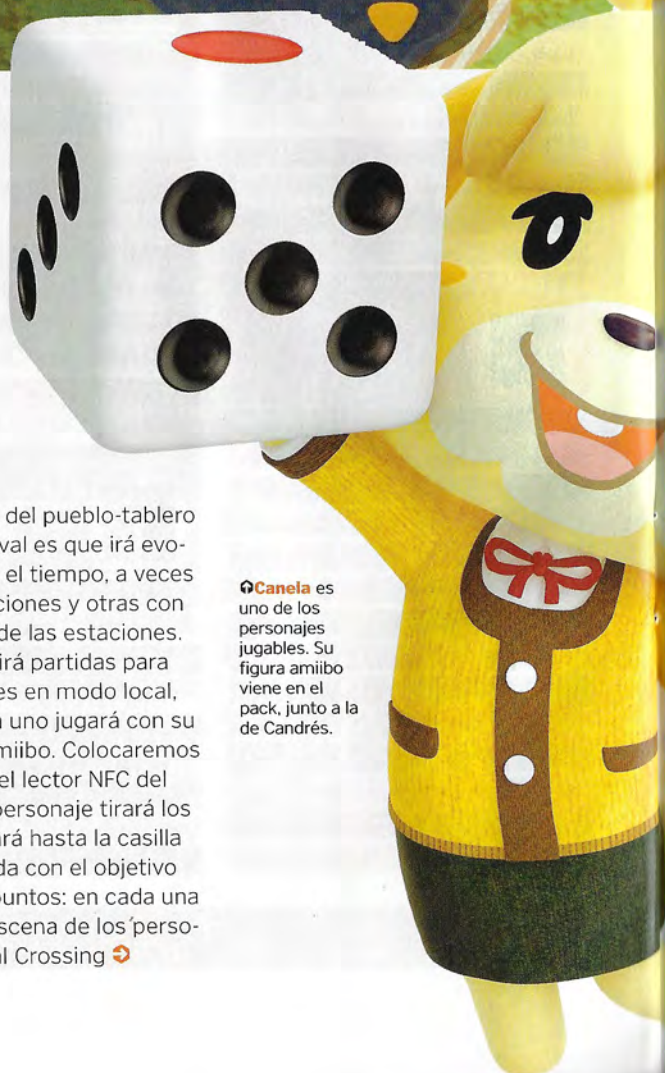 del pueblo-tablero
val es que irá evo-
el tiempo, a veces
ciones y otras con
de las estaciones.
irá partidas para
es en modo local,
uno jugará con su
miibo. Colocaremos
el lector NFC del
personaje tirará los
ará hasta la casilla
da con el objetivo
untos: en cada una
scena de los perso-
al Crossing
Canela es
uno de los
personajes
jugables. Su
figura amiibo
viene en el
pack, junto a la
de Candrés.